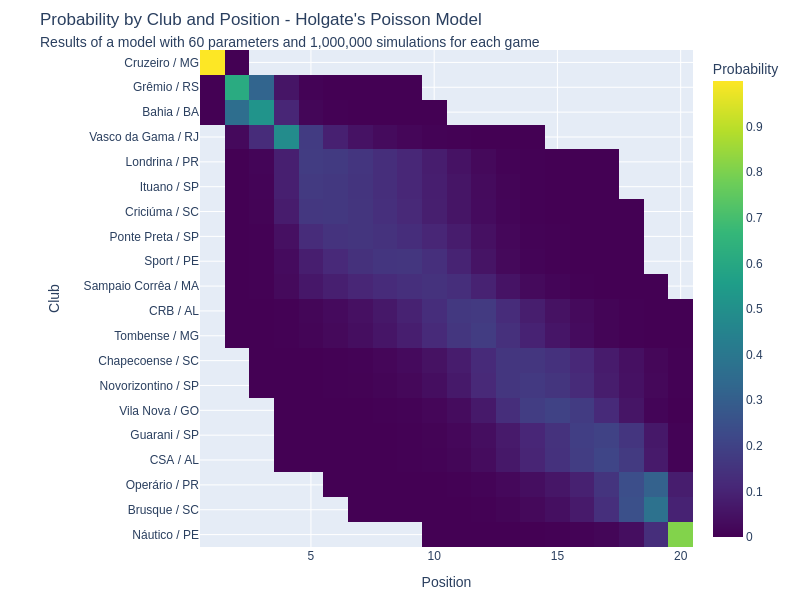 Probability by Club and Position - Holgate's Poisson Model
Results of a model with 60 parameters and 1,000,000 simulations for each game
Probability
Club
Cruzeiro / MG
Grêmio / RS
Bahia / BA
Vasco da Gama / RJ
Londrina / PR
Ituano / SP
Criciúma / SC
Ponte Preta / SP
Sport / PE
Sampaio Corrêa / MA
CRB / AL
Tombense / MG
Chapecoense / SC
Novorizontino / SP
Vila Nova / GO
Guarani / SP
CSA / AL
Operário / PR
Brusque / SC
Náutico / PE
0.9
0.8
0.7
0.6
0.5
0.4
0.3
0.2
0.1
0
5 10 15 20
Position